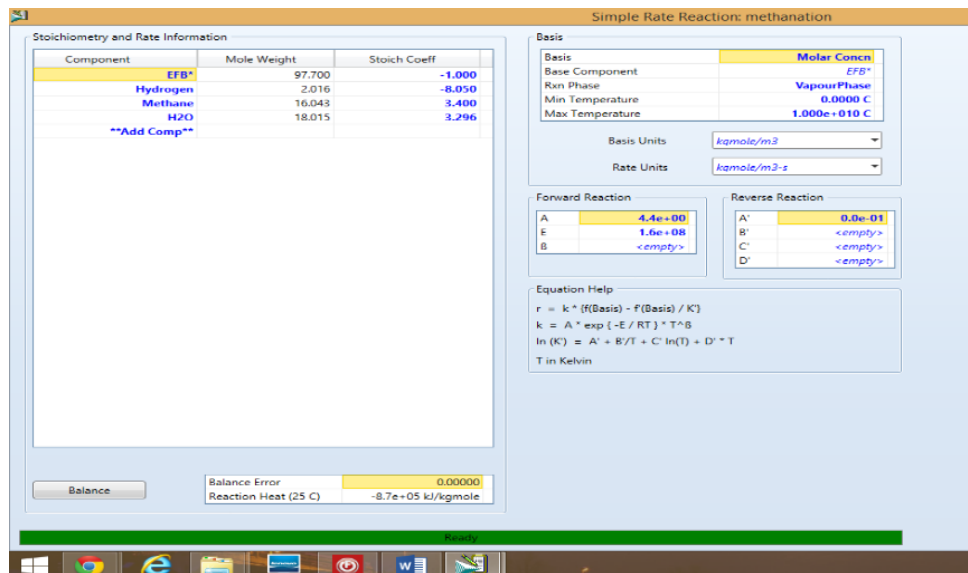 Simple Rate Reaction: methanation
Stoichiometry and Rate Information
Component Mole Weight Stoich Coeff
EFB* 97.700 -1.000
Hydrogen 2.016 -8.050
Methane 16.043 3.400
H2O 18.015 3.296
**Add Comp**
Balance
Balance Error 0.00000
Reaction Heat (25 C) -8.7e+05 kJ/kgmole
Basis
Basis Molar Concn
Base Component EFB*
Rxn Phase VapourPhase
Min Temperature 0.0000 C
Max Temperature 1.000e+010 C
Basis Units kgmole/m3
Rate Units kgmole/m3-s
Forward Reaction
A 4.4e+00
E 1.6e+08
ß <empty>
Reverse Reaction
A' 0.0e-01
B' <empty>
C' <empty>
D' <empty>
Equation Help
r = k * {f(Basis) - f'(Basis) / K'}
k = A * exp { -E / RT } * T^ß
ln (K') = A' + B'/T + C' ln(T) + D' * T
T in Kelvin
Ready